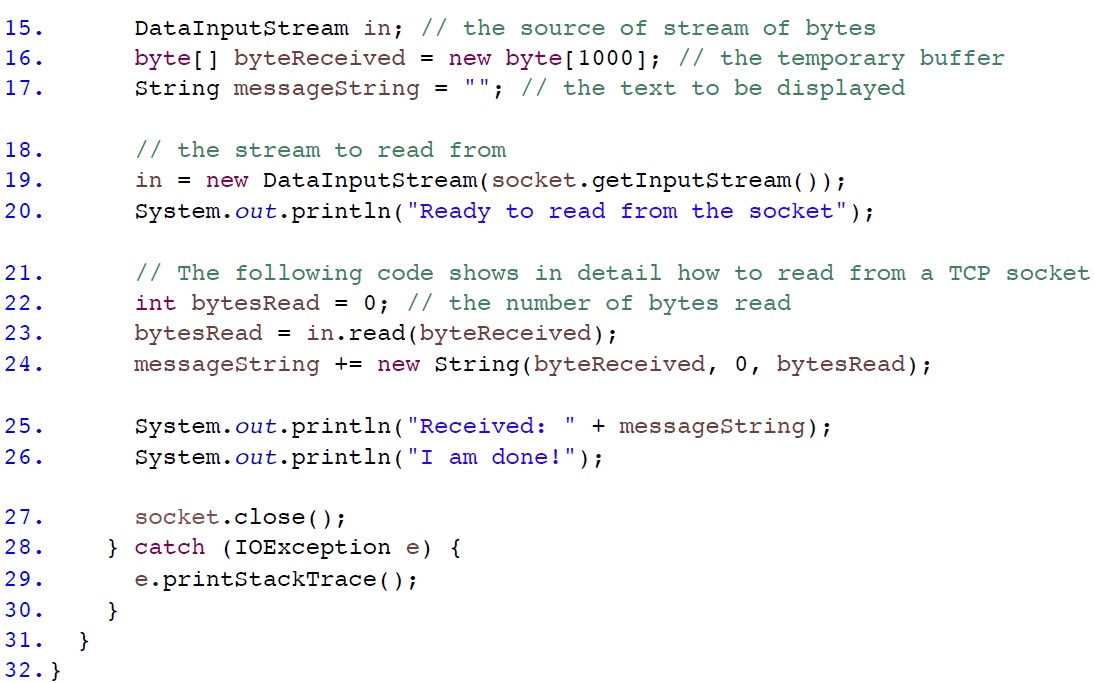 15. DataInputStream in; // the source of stream of bytes
16. byte[] byteReceived = new byte[1000]; // the temporary buffer
17. String messageString = ""; // the text to be displayed
18. // the stream to read from
19. in = new DataInputStream(socket.getInputStream());
20. System.out.println("Ready to read from the socket");
21. // The following code shows in detail how to read from a TCP socket
22. int bytesRead = 0; // the number of bytes read
23. bytesRead = in.read(byteReceived);
24. messageString += new String(byteReceived, 0, bytesRead);
25. System.out.println("Received: " + messageString);
26. System.out.println("I am done!");
27. socket.close();
28. } catch (IOException e) {
29. e.printStackTrace();
30. }
31. }
32. }